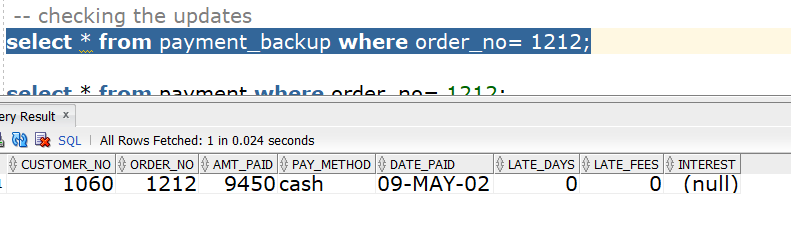 -- checking the updates
select * from payment_backup where order_no= 1212;
select * from payment where order_no= 1212;
ery Result x
SQL | All Rows Fetched: 1 in 0.024 seconds
CUSTOMER_NO ORDER_NO AMT_PAID PAY_METHOD DATE_PAID LATE_DAYS LATE_FEES INTEREST
1060 1212 9450 cash 09-MAY-02 0 0 (null)